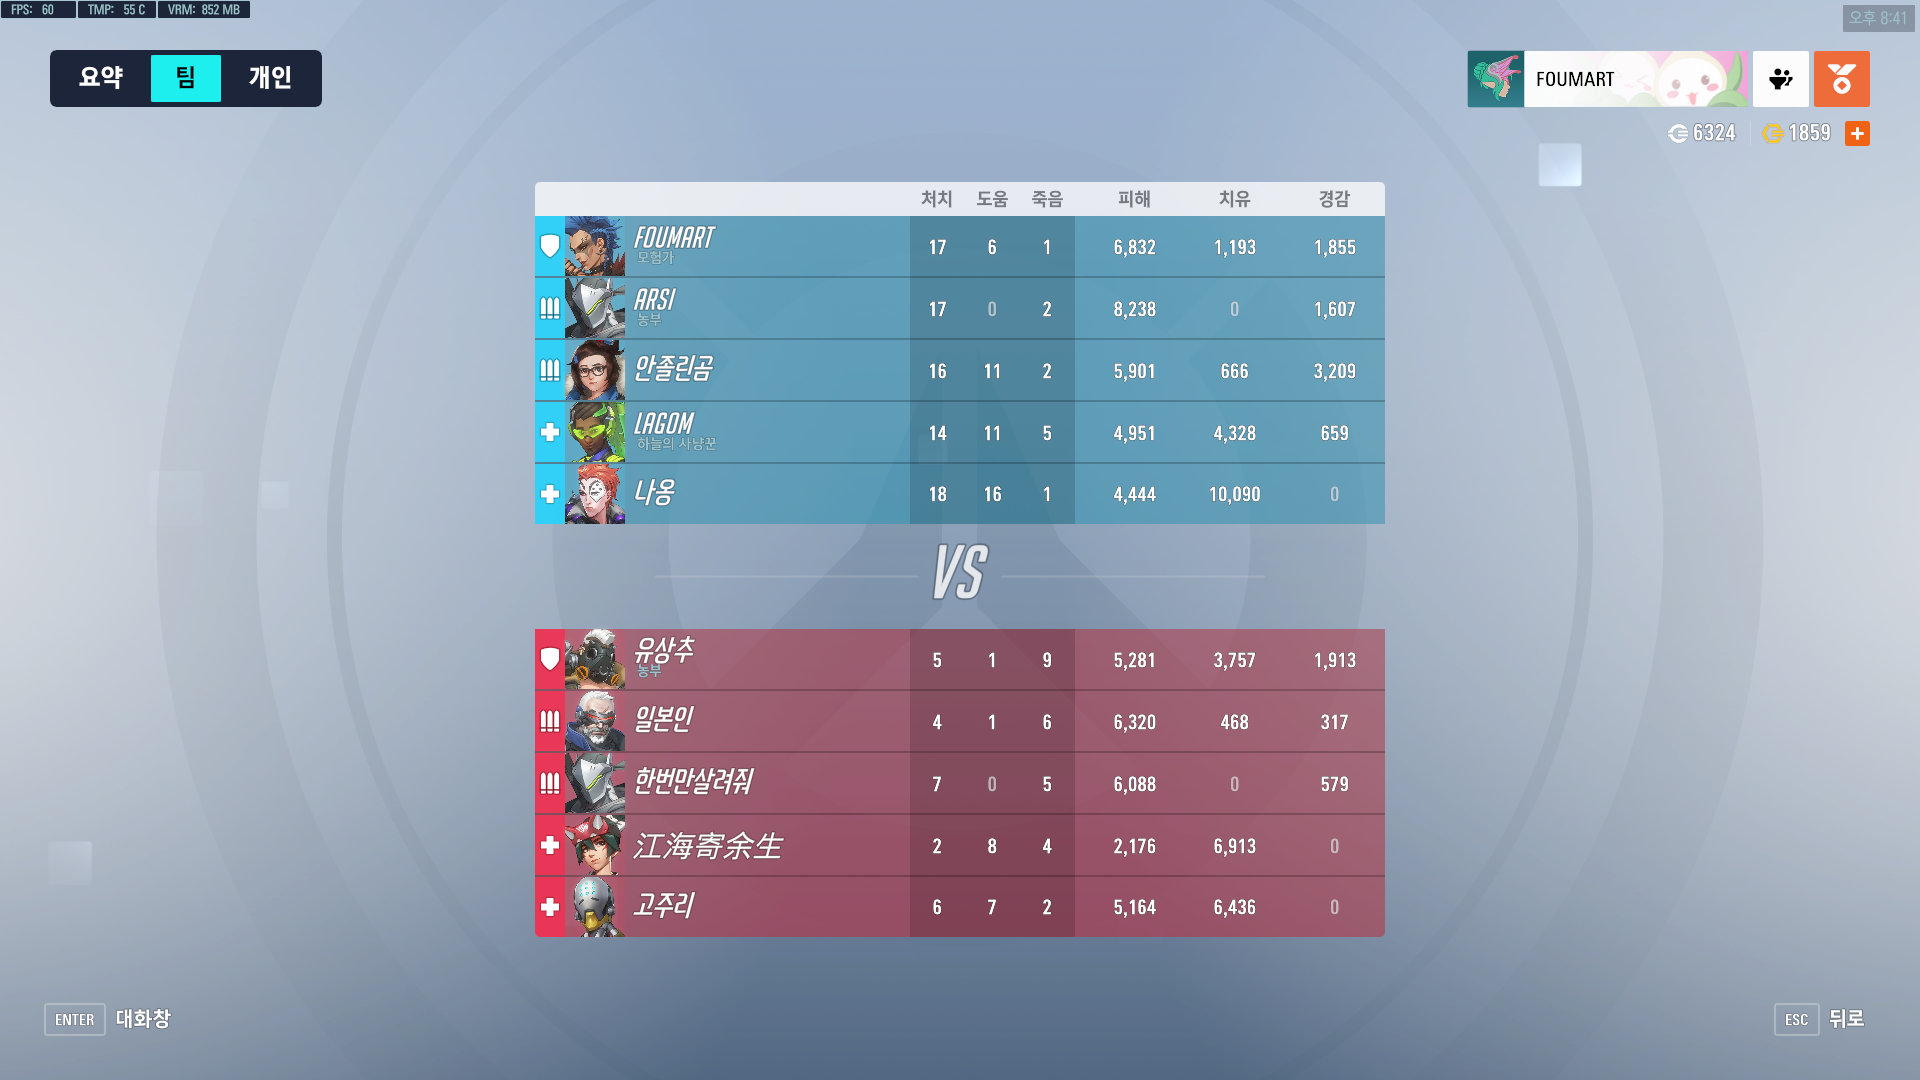 FPS: 60 TMP: 55 C VRM: 852 MB
오후 8:41
요약 팀 개인
FOUMART
6324 1859
처치 도움 죽음 피해 치유 경감
FOUMART
모험가
17 6 1 6,832 1,193 1,855
ARSI
농부
17 0 2 8,238 0 1,607
안졸린곰 16 11 2 5,901 666 3,209
LAGOM
하늘의 사냥꾼
14 11 5 4,951 4,328 659
나옹 18 16 1 4,444 10,090 0
VS
유상추
농부
5 1 9 5,281 3,757 1,913
일본인 4 1 6 6,320 468 317
한번만살려줘 7 0 5 6,088 0 579
江海寄余生 2 8 4 2,176 6,913 0
고주리 6 7 2 5,164 6,436 0
ENTER 대화창
ESC 뒤로